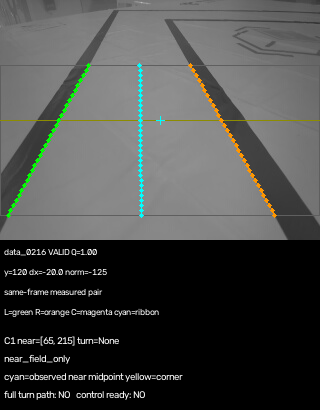 data_0216 VALID Q=1.00
y=120 dx=-20.0 norm=-125
same-frame measured pair
L=green R=orange C=magenta cyan=ribbon
C1 near=[65, 215] turn=None
near_field_only
cyan=observed near midpoint yellow=corner
full turn path: NO control ready: NO